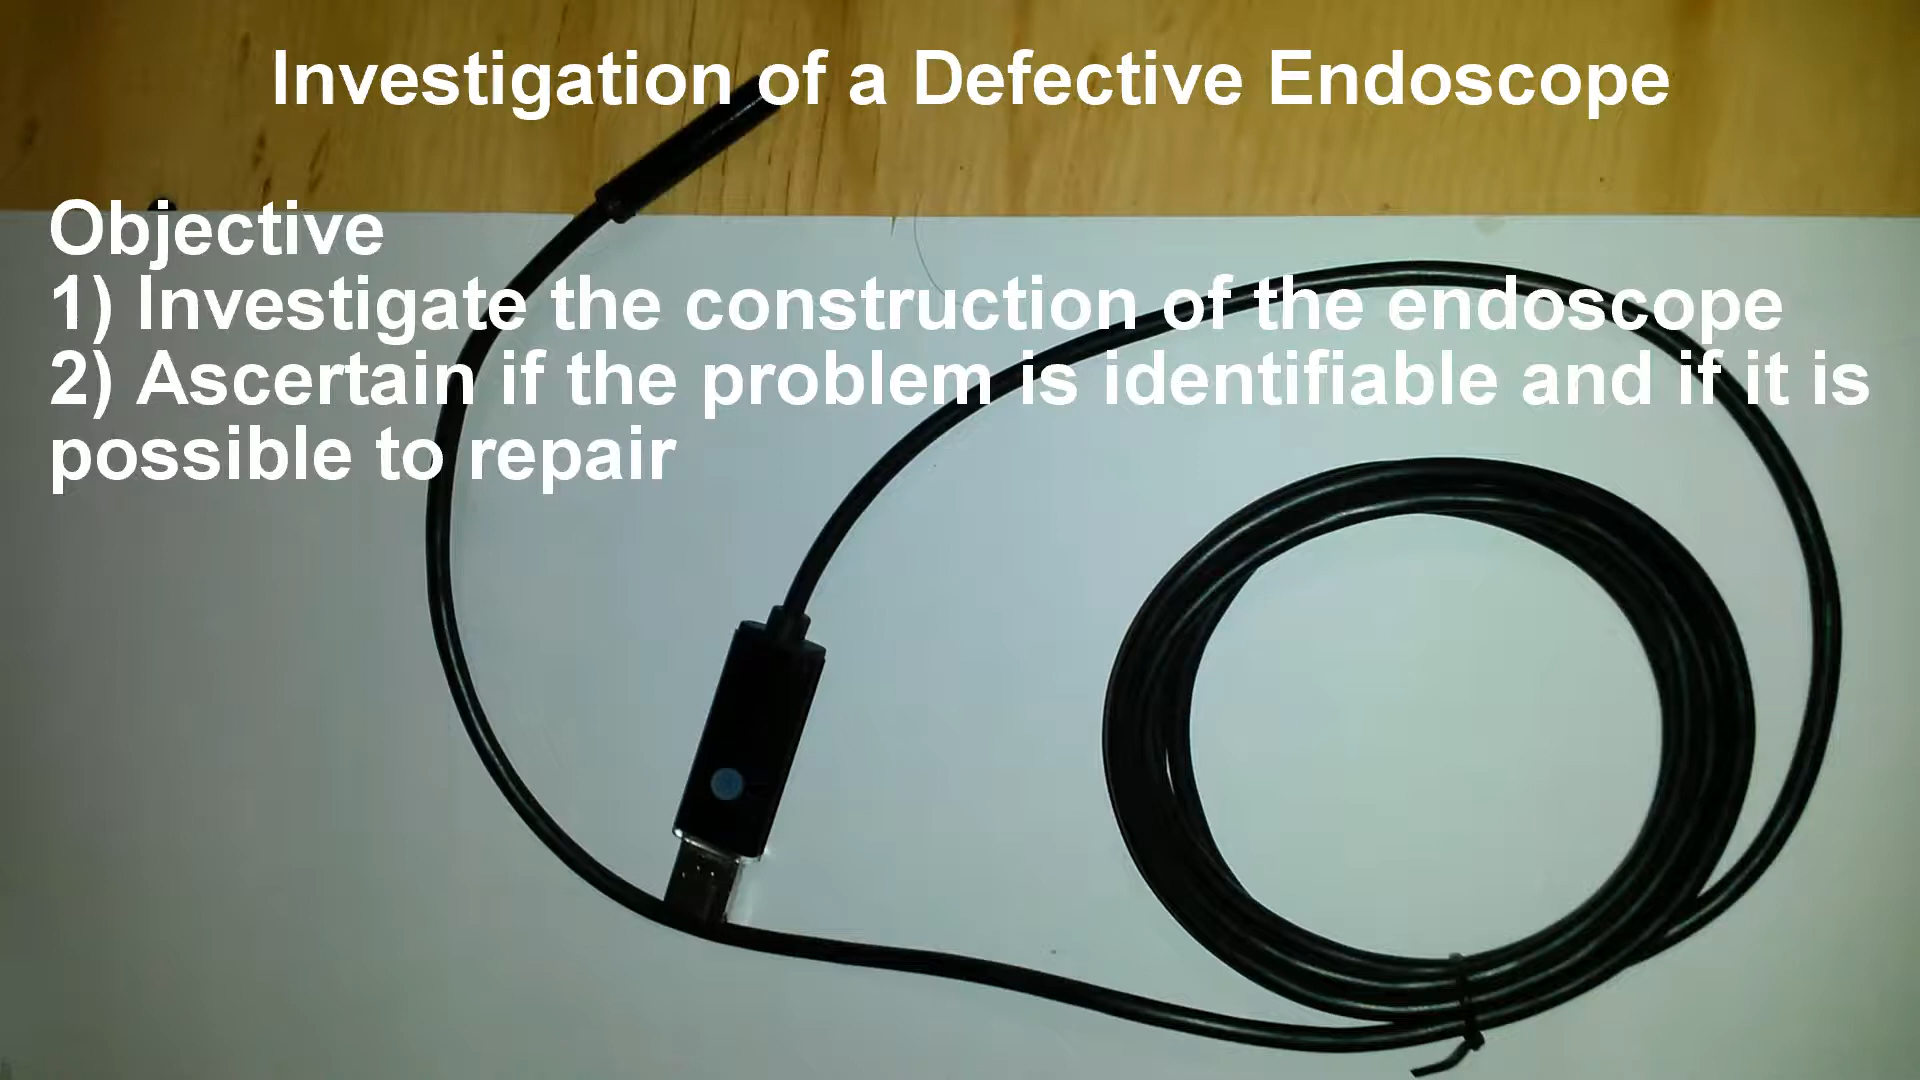 Investigation of a Defective Endoscope
Objective
1) Investigate the construction of the endoscope
2) Ascertain if the problem is identifiable and if it is
possible to repair